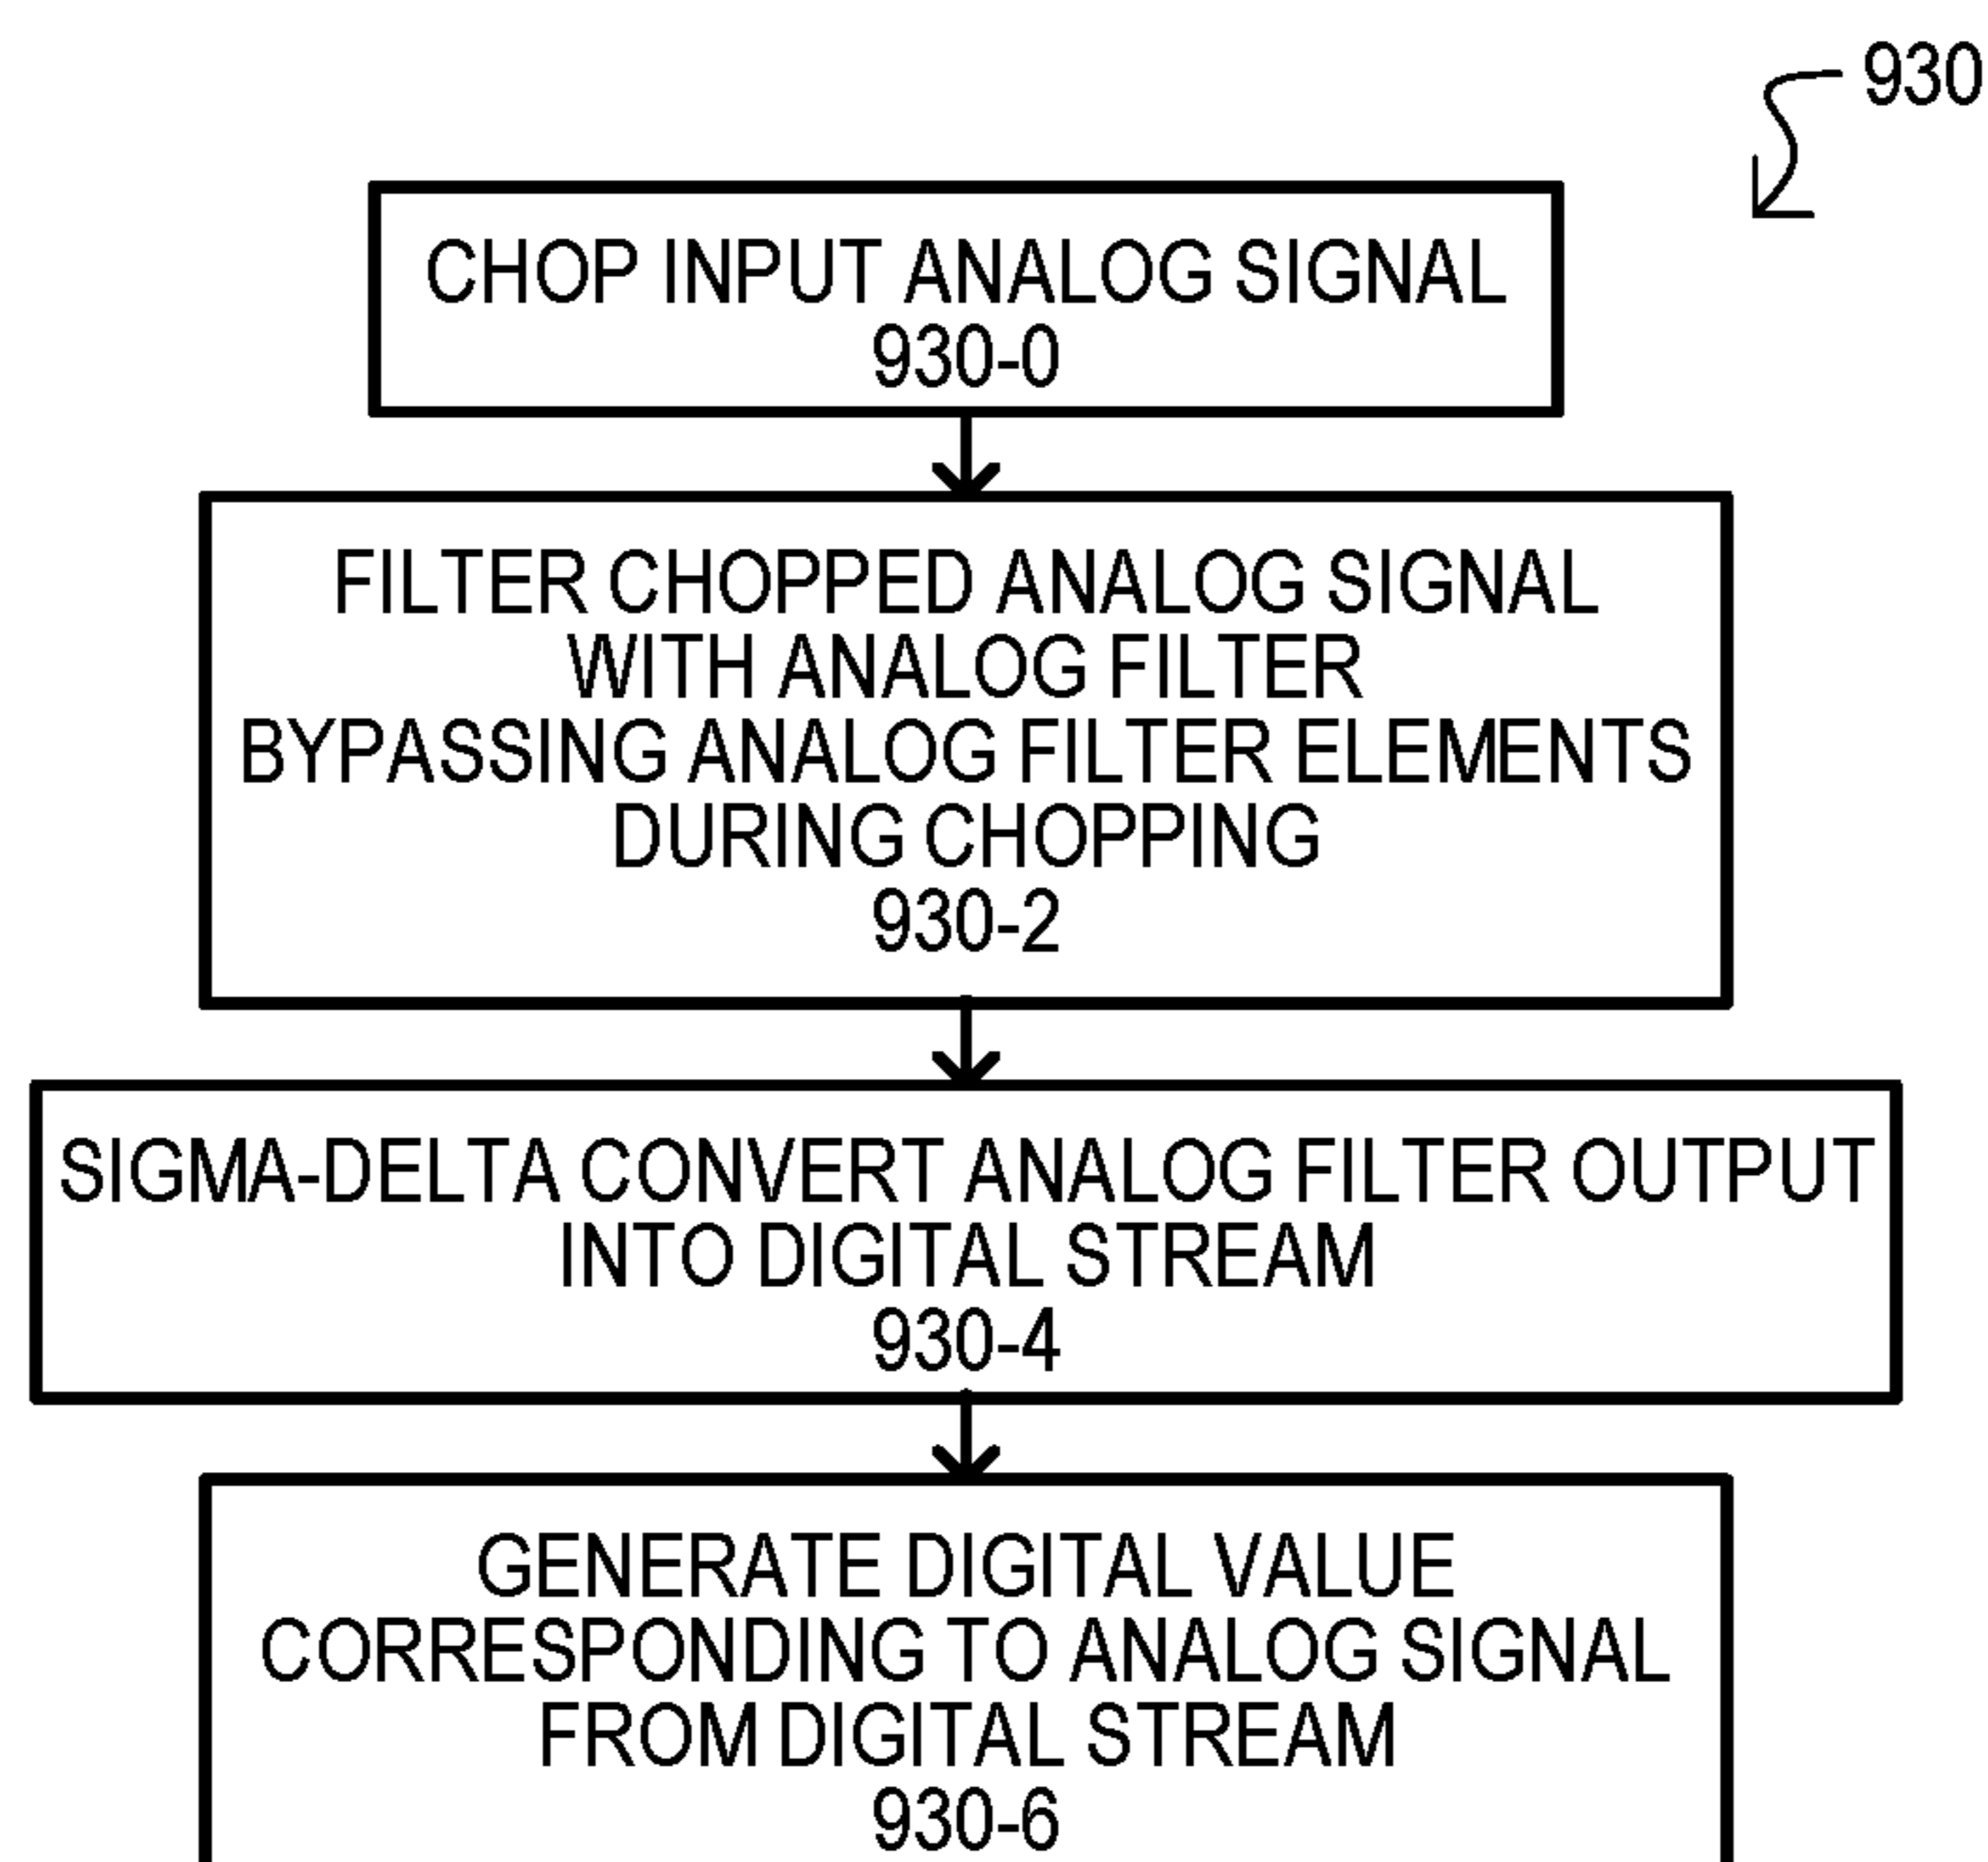 930
CHOP INPUT ANALOG SIGNAL
930-0
FILTER CHOPPED ANALOG SIGNAL
WITH ANALOG FILTER
BYPASSING ANALOG FILTER ELEMENTS
DURING CHOPPING
930-2
SIGMA-DELTA CONVERT ANALOG FILTER OUTPUT
INTO DIGITAL STREAM
930-4
GENERATE DIGITAL VALUE
CORRESPONDING TO ANALOG SIGNAL
FROM DIGITAL STREAM
930-6